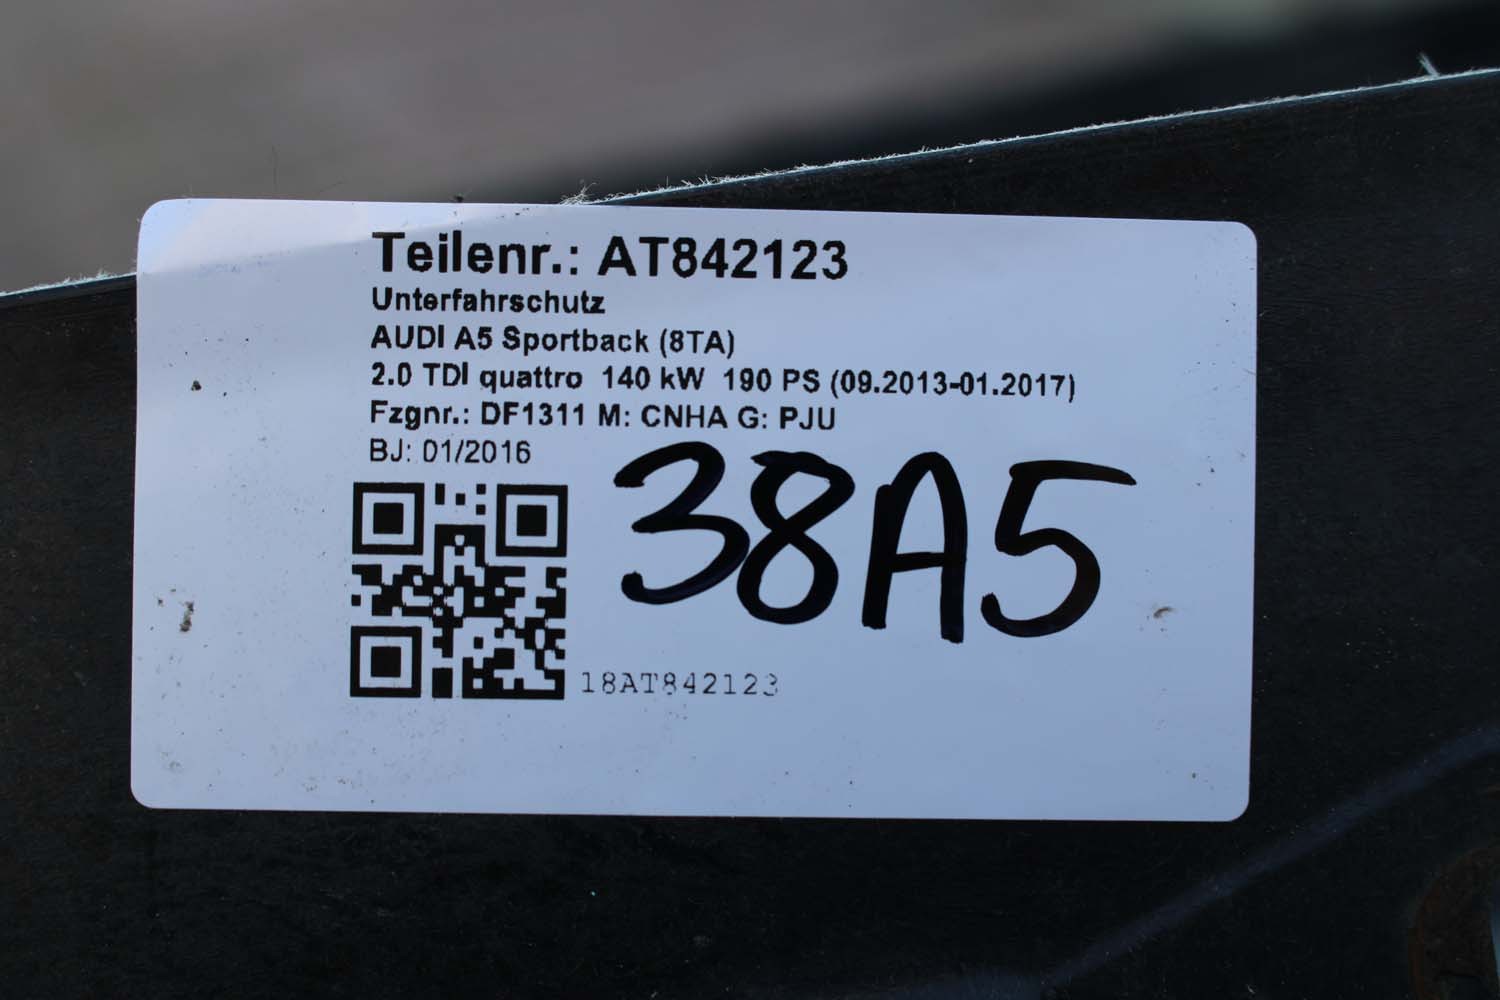 Teilenr.: AT842123
Unterfahrschutz
AUDI A5 Sportback (8TA)
2.0 TDI quattro 140 kW 190 PS (09.2013-01.2017)
Fzgnr.: DF1311 M: CNHA G: PJU
BJ: 01/2016
38A5
18AT842123